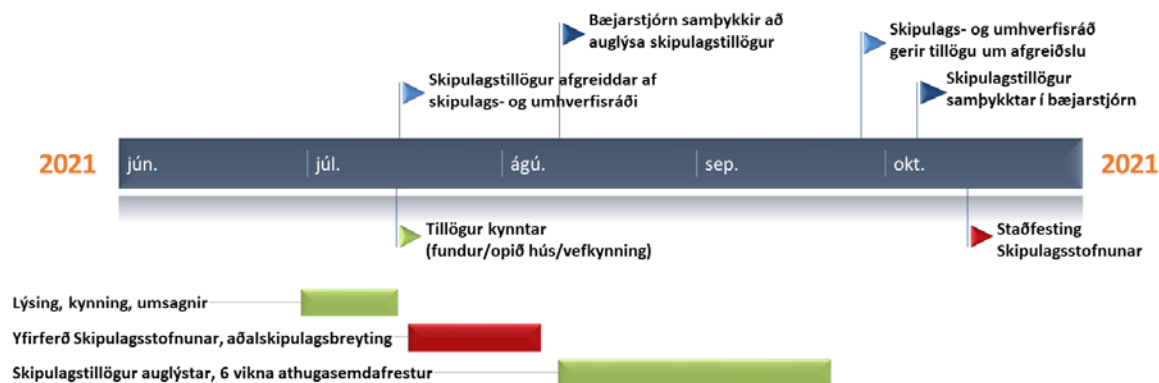 Bæjarstjórn samþykkir að
auglýsa skipulagstillögur
Skipulags- og umhverfisráð
gerir tillögu um afgreiðslu
Skipulagstillögur afgreiddar af
skipulags- og umhverfisráði
Skipulagstillögur
samþykktar í bæjarstjórn
2021
jún.
júl.
ágú.
sep.
okt.
2021
Tillögur kynntar
(fundur/opið hús/vefkynning)
Staðfesting
Skipulagsstofnunar
Lýsing, kynning, umsagnir
Yfirferð Skipulagsstofnunar, aðalskipulagsbreyting
Skipulagstillögur auglýstar, 6 vikna athugasemdafrestur